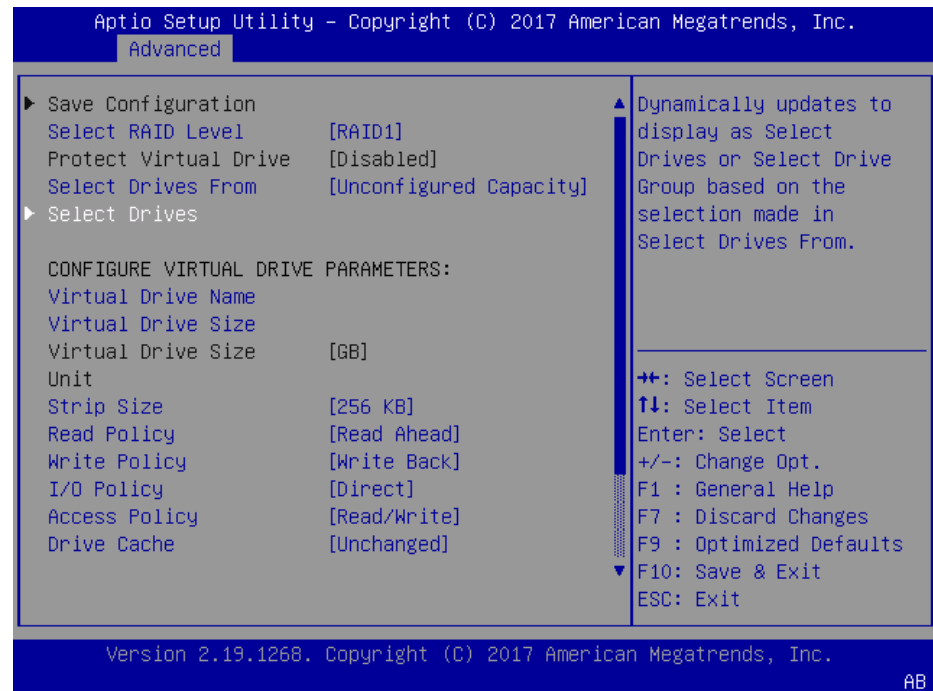 Aptio Setup Utility – Copyright (C) 2017 American Megatrends, Inc.
Advanced
▶ Save Configuration
Select RAID Level [RAID1]
Protect Virtual Drive [Disabled]
Select Drives From [Unconfigured Capacity]
▶ Select Drives
CONFIGURE VIRTUAL DRIVE PARAMETERS:
Virtual Drive Name
Virtual Drive Size
Virtual Drive Size [GB]
Unit
Strip Size [256 KB]
Read Policy [Read Ahead]
Write Policy [Write Back]
I/O Policy [Direct]
Access Policy [Read/Write]
Drive Cache [Unchanged]
Dynamically updates to
display as Select
Drives or Select Drive
Group based on the
selection made in
Select Drives From.
→←: Select Screen
↑↓: Select Item
Enter: Select
+/-: Change Opt.
F1 : General Help
F7 : Discard Changes
F9 : Optimized Defaults
F10: Save & Exit
ESC: Exit
Version 2.19.1268. Copyright (C) 2017 American Megatrends, Inc.
AB